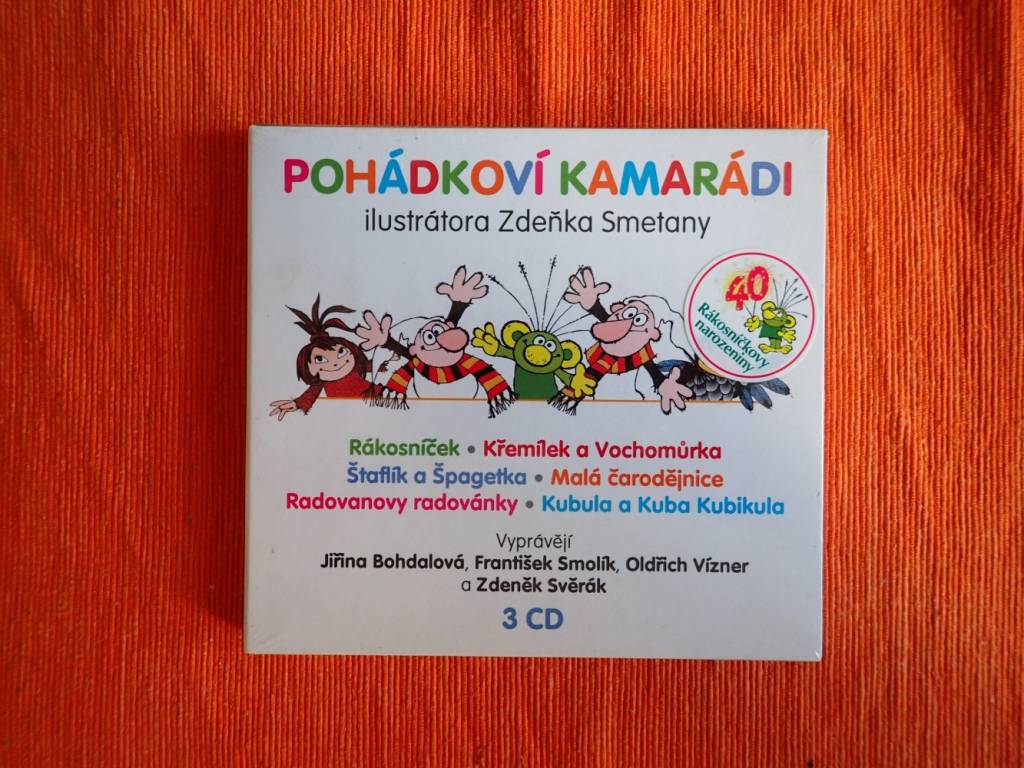 POHÁDKOVÍ KAMARÁDI
ilustrátora Zdeňka Smetany
40
Rákosníčkovy
narozeniny
Rákosníček • Křemílek a Vochomůrka
Štaflík a Špagetka • Malá čarodějnice
Radovanovy radovánky • Kubula a Kuba Kubikula
Vyprávějí
Jiřina Bohdalová, František Smolík, Oldřich Vízner
a Zdeněk Svěrák
3 CD